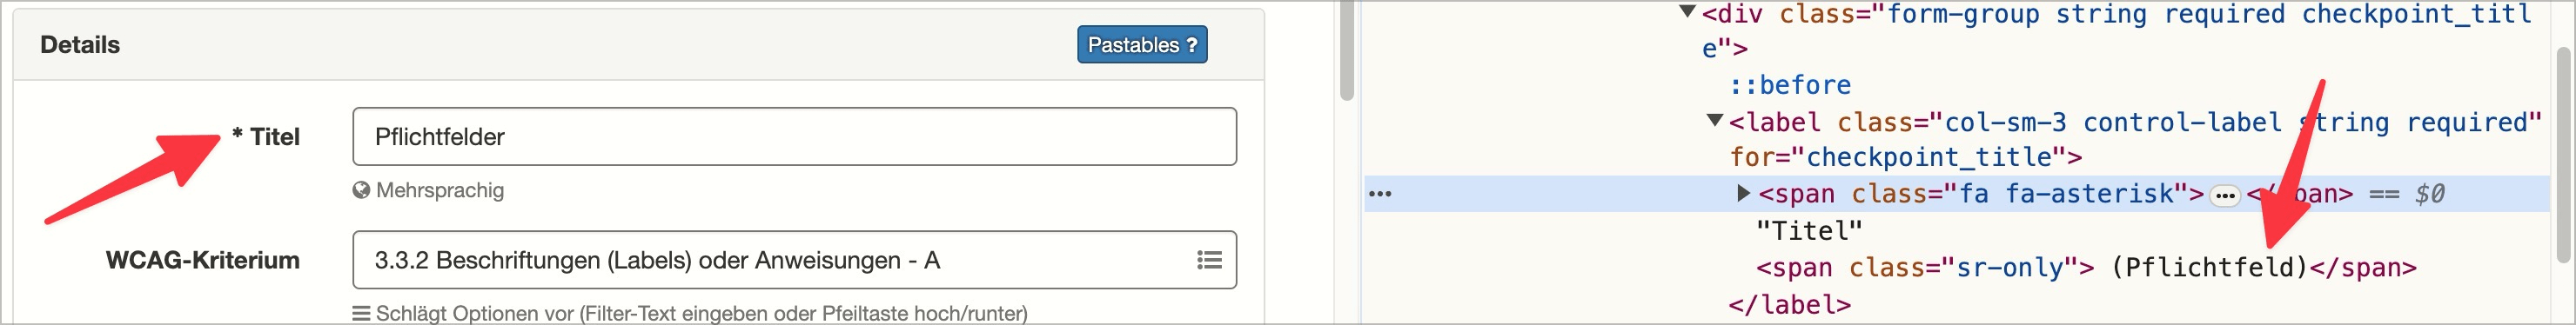 Details
Pastables ?
* Titel
Pflichtfelder
Mehrsprachig
WCAG-Kriterium
3.3.2 Beschriftungen (Labels) oder Anweisungen - A
Schlägt Optionen vor (Filter-Text eingeben oder Pfeiltaste hoch/runter)
<div class="form-group string required checkpoint_titl
e">
::before
<label class="col-sm-3 control-label string required"
for="checkpoint_title">
<span class="fa fa-asterisk">…</span> == $0
"Titel"
<span class="sr-only"> (Pflichtfeld)</span>
</label>